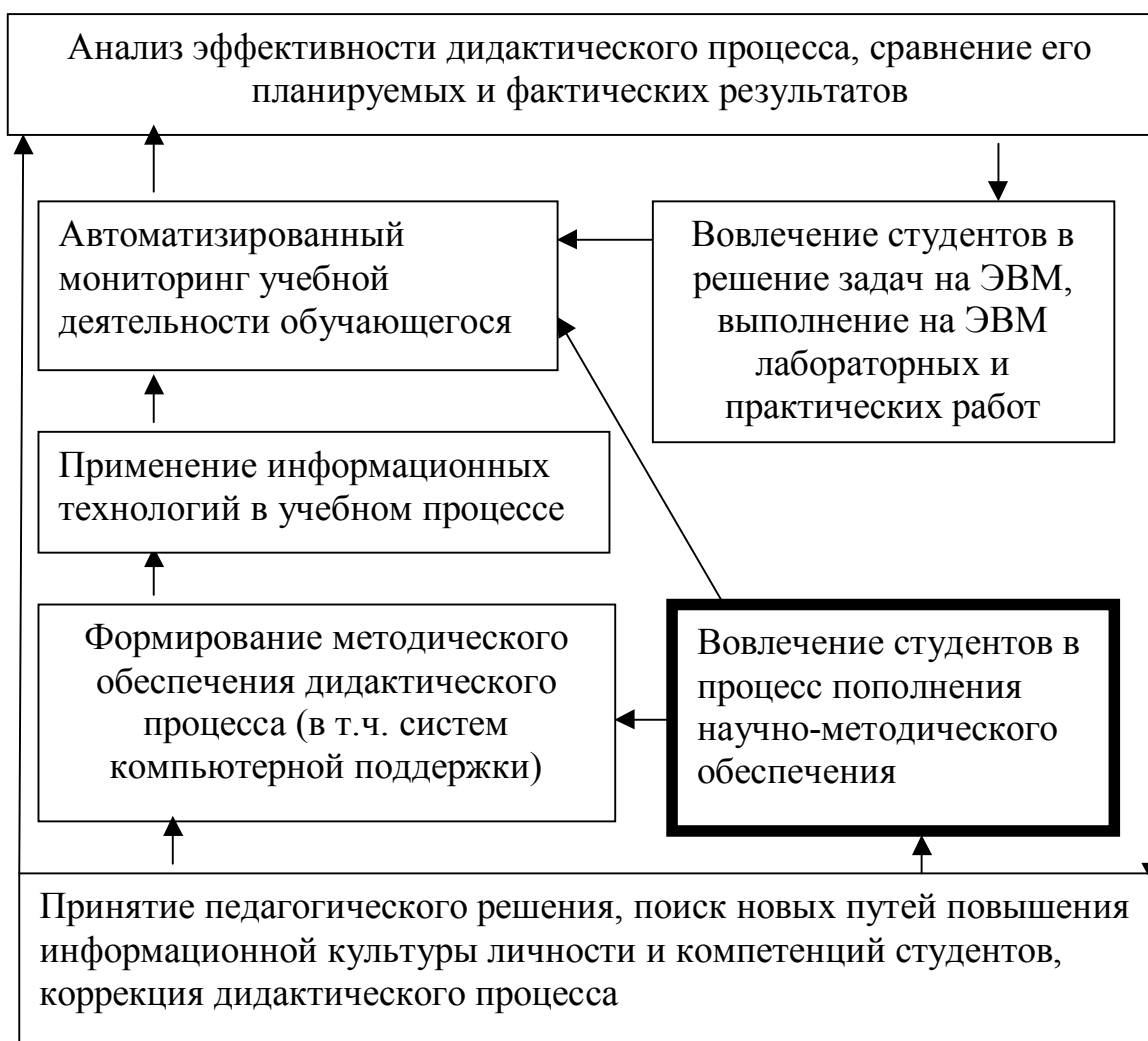 Анализ эффективности дидактического процесса, сравнение его
планируемых и фактических результатов
Автоматизированный
мониторинг учебной
деятельности обучающегося
Вовлечение студентов в
решение задач на ЭВМ,
выполнение на ЭВМ
лабораторных и
практических работ
Применение информационных
технологий в учебном процессе
Формирование методического
обеспечения дидактического
процесса (в т.ч. систем
компьютерной поддержки)
Вовлечение студентов в
процесс пополнения
научно-методического
обеспечения
Принятие педагогического решения, поиск новых путей повышения
информационной культуры личности и компетенций студентов,
коррекция дидактического процесса